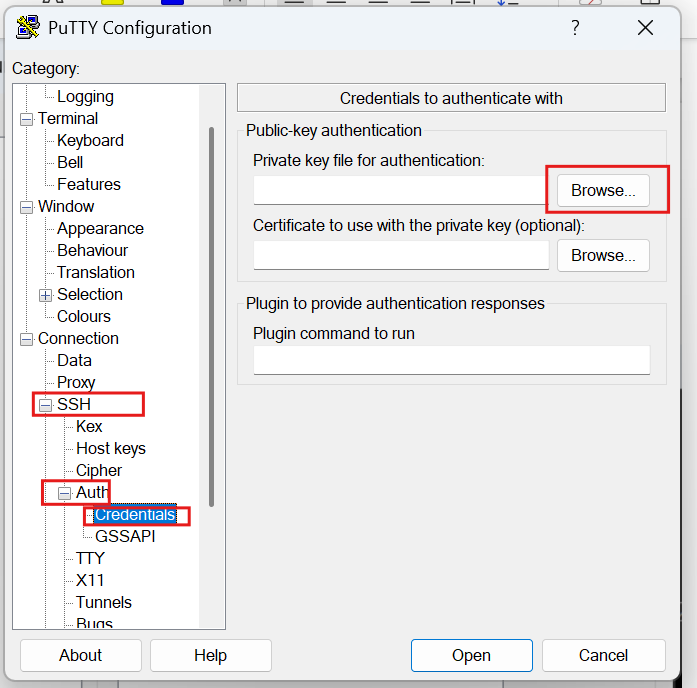 PuTTY Configuration
?
Category:
Logging
Terminal
Keyboard
Bell
Features
Window
Appearance
Behaviour
Translation
Selection
Colours
Connection
Data
Proxy
SSH
Kex
Host keys
Cipher
Auth
Credentials
GSSAPI
TTY
X11
Tunnels
Bugs
Credentials to authenticate with
Public-key authentication
Private key file for authentication:
Browse...
Certificate to use with the private key (optional):
Browse...
Plugin to provide authentication responses
Plugin command to run
About
Help
Open
Cancel